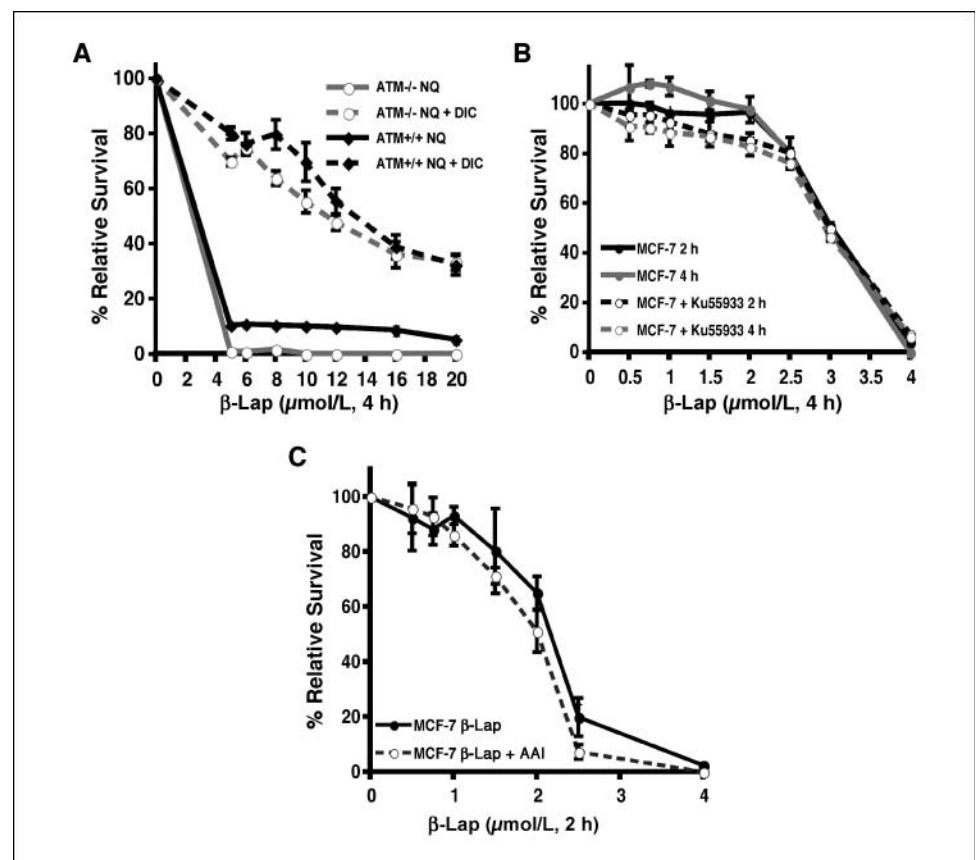 A
% Relative Survival
100
80
60
40
20
0
ATM-/- NQ
ATM-/- NQ + DIC
ATM+/+ NQ
ATM+/+ NQ + DIC
0 2 4 6 8 10 12 14 16 18 20
β-Lap (µmol/L, 4 h)
B
% Relative Survival
100
80
60
40
20
0
MCF-7 2 h
MCF-7 4 h
MCF-7 + Ku55933 2 h
MCF-7 + Ku55933 4 h
0 0.5 1 1.5 2 2.5 3 3.5 4
β-Lap (µmol/L, 4 h)
C
% Relative Survival
100
80
60
40
20
0
MCF-7 β-Lap
MCF-7 β-Lap + AAI
0 1 2 3 4
β-Lap (µmol/L, 2 h)